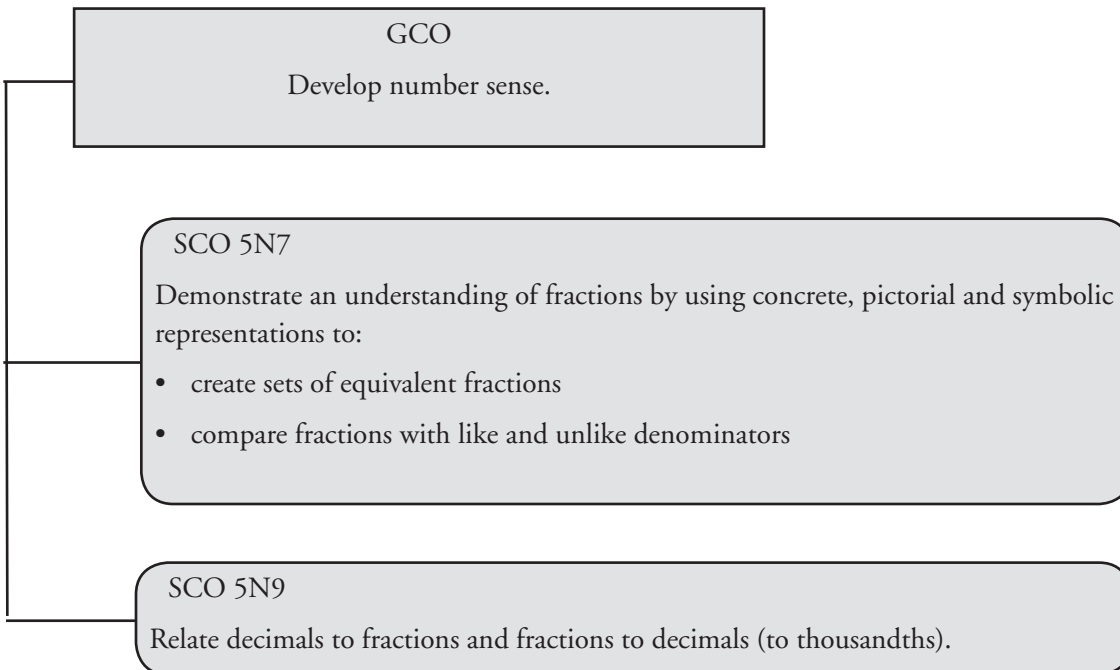 GCO
Develop number sense.
SCO 5N7
Demonstrate an understanding of fractions by using concrete, pictorial and symbolic
representations to:
• create sets of equivalent fractions
• compare fractions with like and unlike denominators
SCO 5N9
Relate decimals to fractions and fractions to decimals (to thousandths).